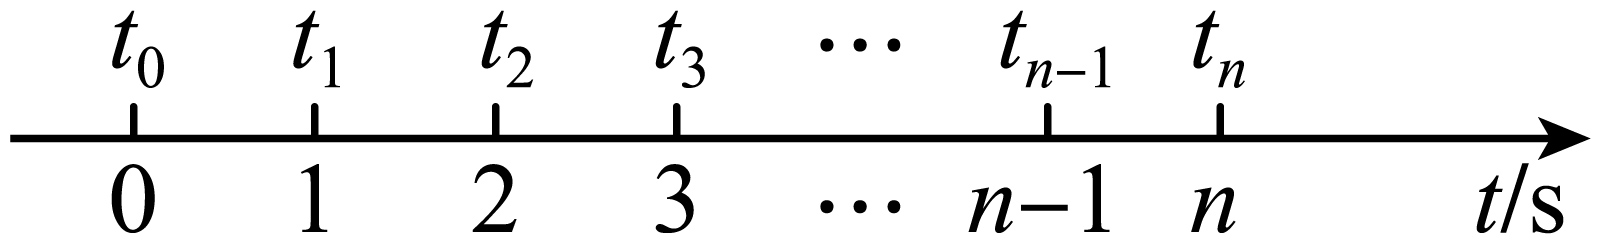 t₀ t₁ t₂ t₃ ⋯ tₙ₋₁ tₙ
0 1 2 3 ⋯ n−1 n t/s